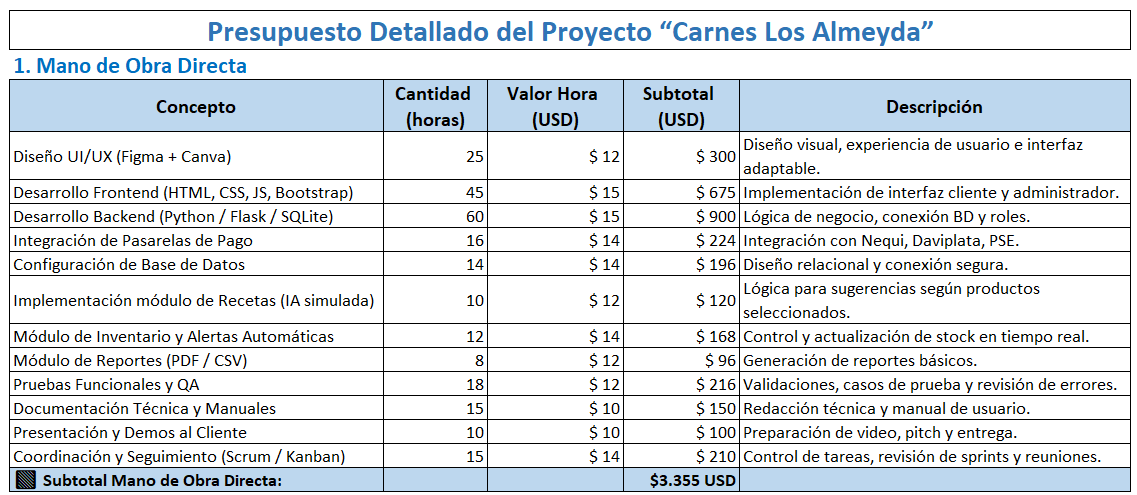 Presupuesto Detallado del Proyecto “Carnes Los Almeyda”
1. Mano de Obra Directa
Concepto Cantidad (horas) Valor Hora (USD) Subtotal (USD) Descripción
Diseño UI/UX (Figma + Canva) 25 $ 12 $ 300 Diseño visual, experiencia de usuario e interfaz adaptable.
Desarrollo Frontend (HTML, CSS, JS, Bootstrap) 45 $ 15 $ 675 Implementación de interfaz cliente y administrador.
Desarrollo Backend (Python / Flask / SQLite) 60 $ 15 $ 900 Lógica de negocio, conexión BD y roles.
Integración de Pasarelas de Pago 16 $ 14 $ 224 Integración con Nequi, Daviplata, PSE.
Configuración de Base de Datos 14 $ 14 $ 196 Diseño relacional y conexión segura.
Implementación módulo de Recetas (IA simulada) 10 $ 12 $ 120 Lógica para sugerencias según productos seleccionados.
Módulo de Inventario y Alertas Automáticas 12 $ 14 $ 168 Control y actualización de stock en tiempo real.
Módulo de Reportes (PDF / CSV) 8 $ 12 $ 96 Generación de reportes básicos.
Pruebas Funcionales y QA 18 $ 12 $ 216 Validaciones, casos de prueba y revisión de errores.
Documentación Técnica y Manuales 15 $ 10 $ 150 Redacción técnica y manual de usuario.
Presentación y Demos al Cliente 10 $ 10 $ 100 Preparación de video, pitch y entrega.
Coordinación y Seguimiento (Scrum / Kanban) 15 $ 14 $ 210 Control de tareas, revisión de sprints y reuniones.
Subtotal Mano de Obra Directa: $3.355 USD